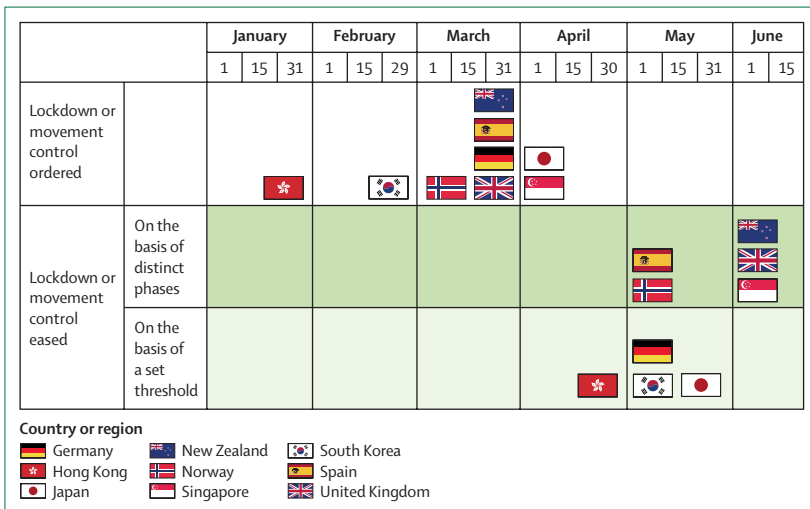 January February March April May June
1 15 31 1 15 29 1 15 31 1 15 30 1 15 31 1 15
Lockdown or
movement
control
ordered
Lockdown or
movement
control
eased
On the
basis of
distinct
phases
On the
basis of
a set
threshold
Country or region
Germany New Zealand South Korea
Hong Kong Norway Spain
Japan Singapore United Kingdom